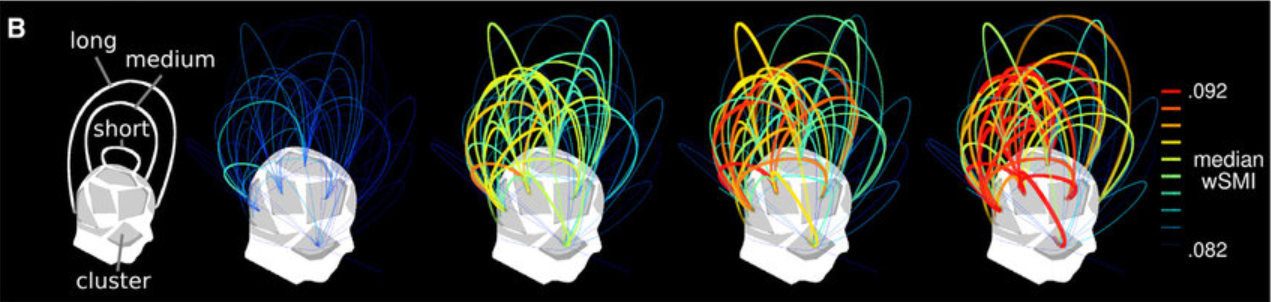 B
long
medium
short
cluster
.092
median
wSMI
.082